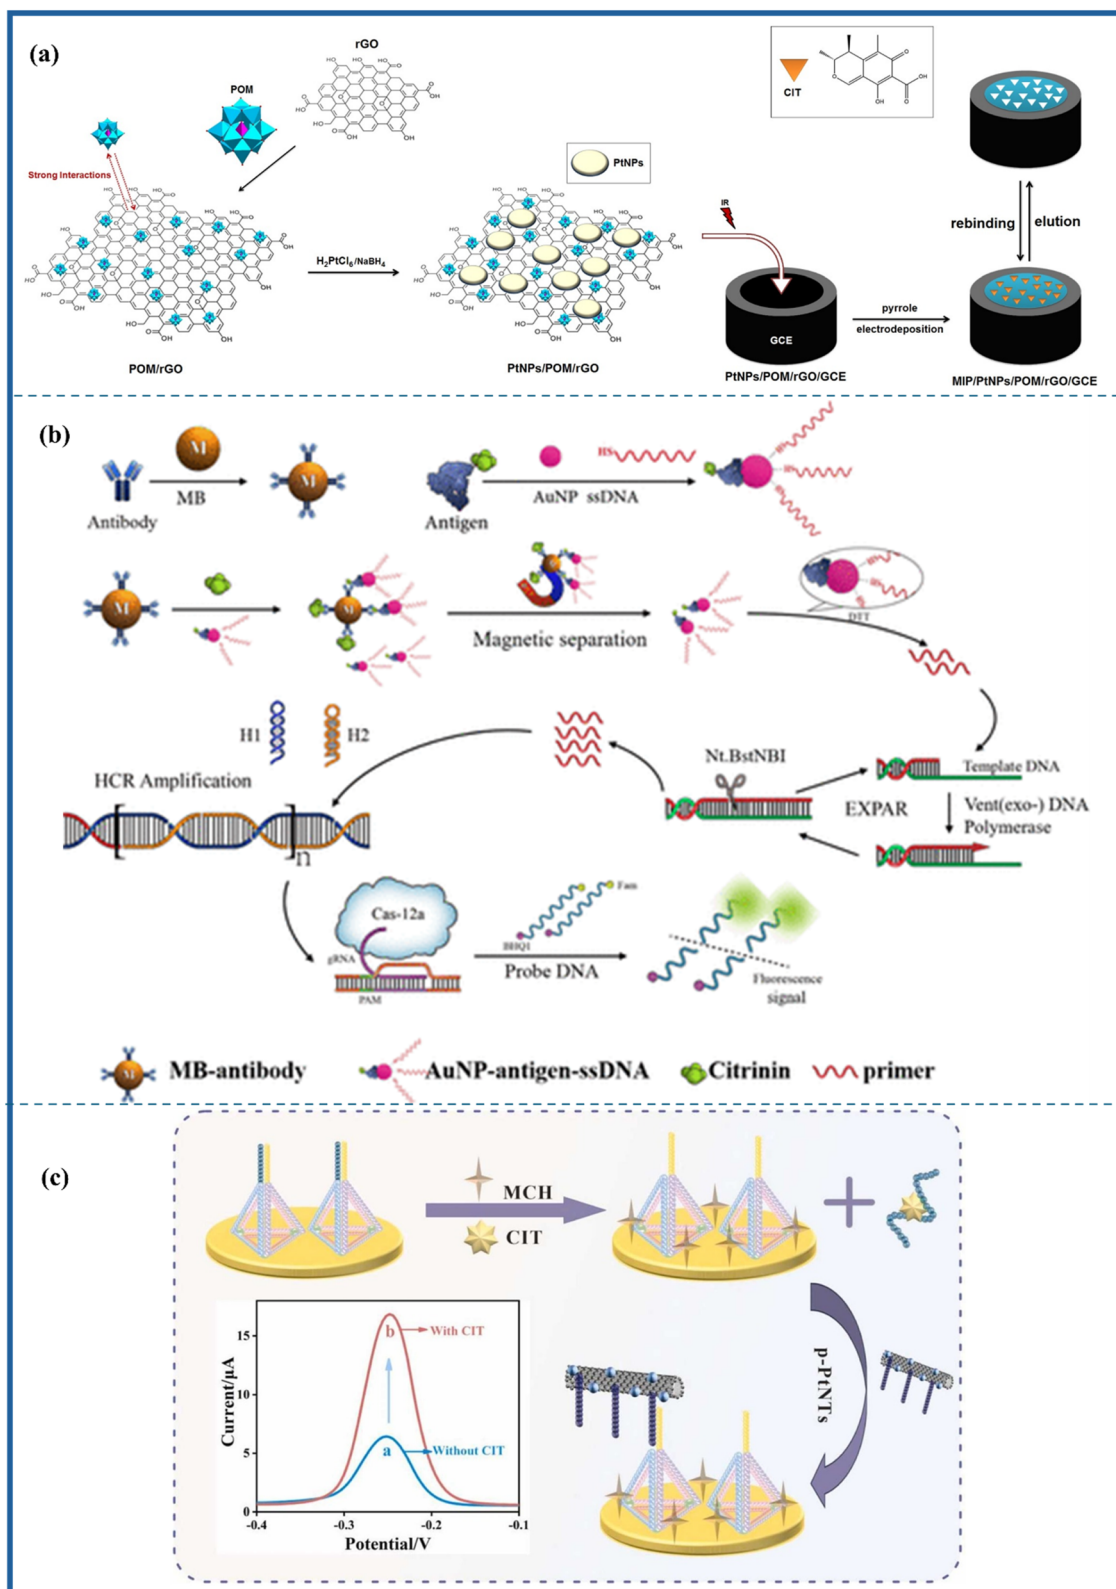 (a)
rGO
POM
Strong Interactions
CIT
PtNPs
IR
H2PtCl6/NaBH4
rebinding
elution
GCE
pyrrole
electrodeposition
POM/rGO
PtNPs/POM/rGO
PtNPs/POM/rGO/GCE
MIP/PtNPs/POM/rGO/GCE
(b)
M
M
Antibody
MB
HS
Antigen
AuNP ssDNA
M
M
Magnetic separation
DTT
H1
H2
HCR Amplification
n
Nt.BstNBI
EXPAR
Template DNA
Vent(exo-) DNA
Polymerase
Cas-12a
gRNA
PAM
Fam
BHQ1
Probe DNA
Fluorescence
signal
M
MB-antibody
AuNP-antigen-ssDNA
Citrinin
primer
(c)
MCH
CIT
p-PtNTs
Current/μA
15
10
5
0
b
With CIT
a
Without CIT
-0.4
-0.3
-0.2
-0.1
Potential/V